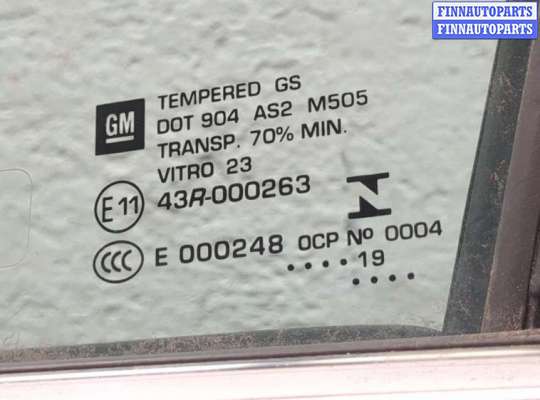 FINNAUTOPARTS
FINNAUTOPARTS
GM
TEMPERED GS
DOT 904 AS2 M505
TRANSP. 70% MIN.
VITRO 23
E11 43R-000263
CCC E 000248 OCP Nº 0004
....19
....